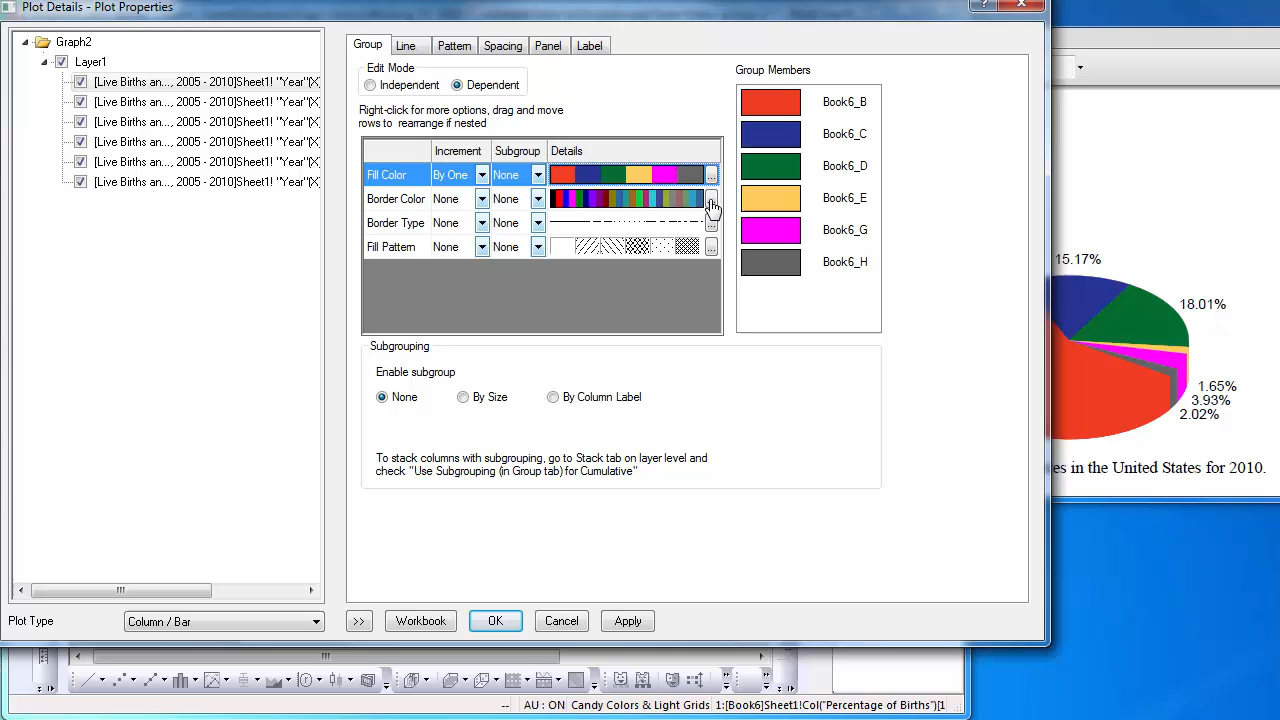 Plot Details - Plot Properties
Graph2
Layer1
[Live Births an..., 2005 - 2010]Sheet1! "Year"(X)
[Live Births an..., 2005 - 2010]Sheet1! "Year"(X)
[Live Births an..., 2005 - 2010]Sheet1! "Year"(X)
[Live Births an..., 2005 - 2010]Sheet1! "Year"(X)
[Live Births an..., 2005 - 2010]Sheet1! "Year"(X)
[Live Births an..., 2005 - 2010]Sheet1! "Year"(X)
Plot Type
Column / Bar
Group Line Pattern Spacing Panel Label
Edit Mode
Independent Dependent
Right-click for more options, drag and move
rows to rearrange if nested
Increment Subgroup Details
Fill Color By One None ...
Border Color None None
Border Type None None ...
Fill Pattern None None ...
Group Members
Book6_B
Book6_C
Book6_D
Book6_E
Book6_G
Book6_H
Subgrouping
Enable subgroup
None By Size By Column Label
To stack columns with subgrouping, go to Stack tab on layer level and
check "Use Subgrouping (in Group tab) for Cumulative"
>> Workbook OK Cancel Apply
15.17%
18.01%
1.65%
3.93%
2.02%
es in the United States for 2010.
-- AU : ON Candy Colors & Light Grids 1:[Book6]Sheet1!Col("Percentage of Births")[1